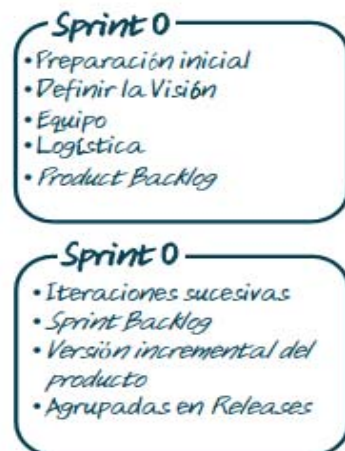 Sprint 0
•Preparación inicial
•Definir la Visión
•Equipo
•Logística
•Product Backlog
Sprint 0
•Iteraciones sucesivas
•Sprint Backlog
•Versión incremental del
producto
•Agrupadas en Releases